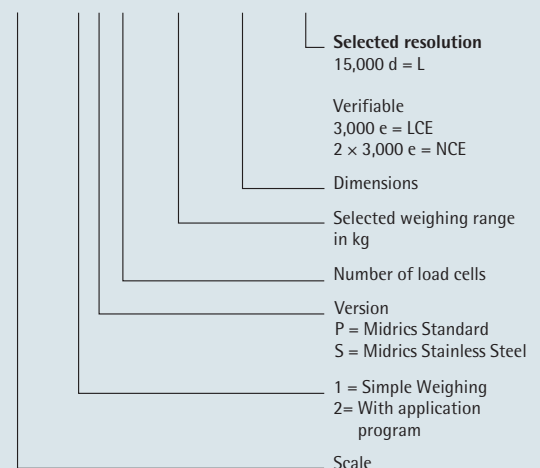 Selected resolution
15,000 d = L
Verifiable
3,000 e = LCE
2 × 3,000 e = NCE
Dimensions
Selected weighing range
in kg
Number of load cells
Version
P = Midrics Standard
S = Midrics Stainless Steel
1 = Simple Weighing
2= With application
program
Scale